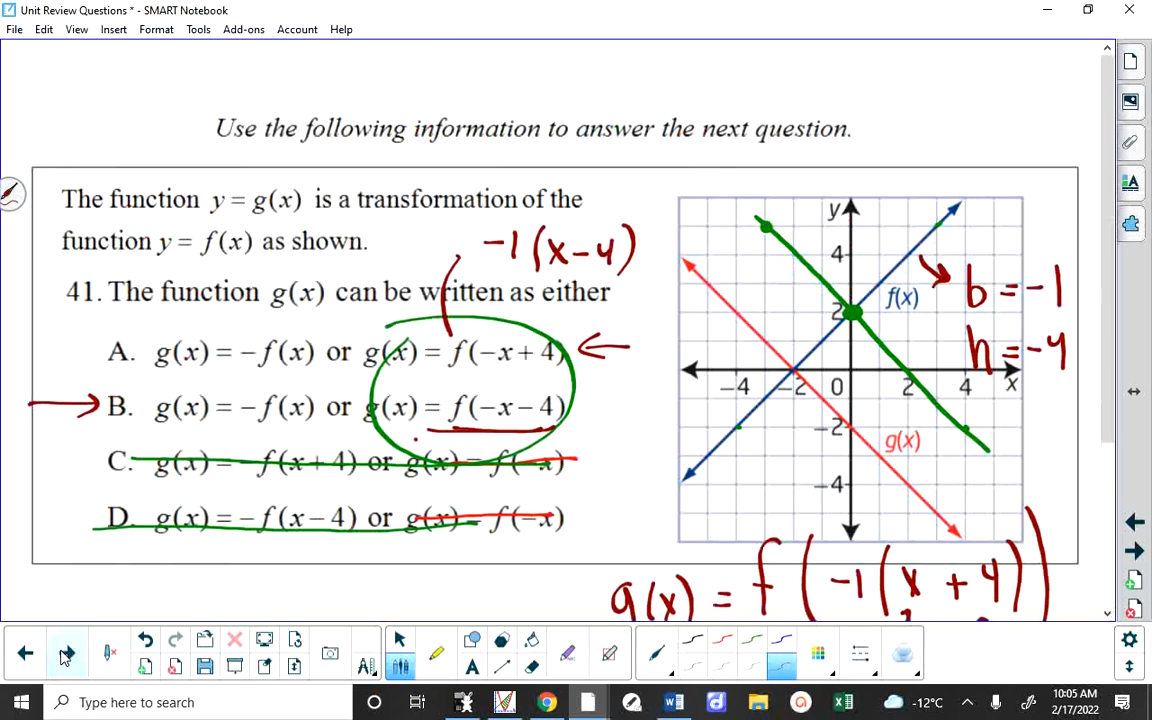 Unit Review Questions * - SMART Notebook
File Edit View Insert Format Tools Add-ons Account Help
Use the following information to answer the next question.
The function y = g(x) is a transformation of the
function y = f(x) as shown.
-1(x-4)
41. The function g(x) can be written as either
A. g(x) = −f(x) or g(x) = f(−x + 4)
B. g(x) = −f(x) or g(x) = f(−x − 4)
C. g(x) = −f(x + 4) or g(x) = f(−x)
D. g(x) = −f(x − 4) or g(x) = f(−x)
y
4
2
f(x)
b = -1
h = -4
−4 −2 0 2 4 x
−2
g(x)
−4
g(x) = f(-1(x + 4))
Type here to search
-12°C
10:05 AM
2/17/2022